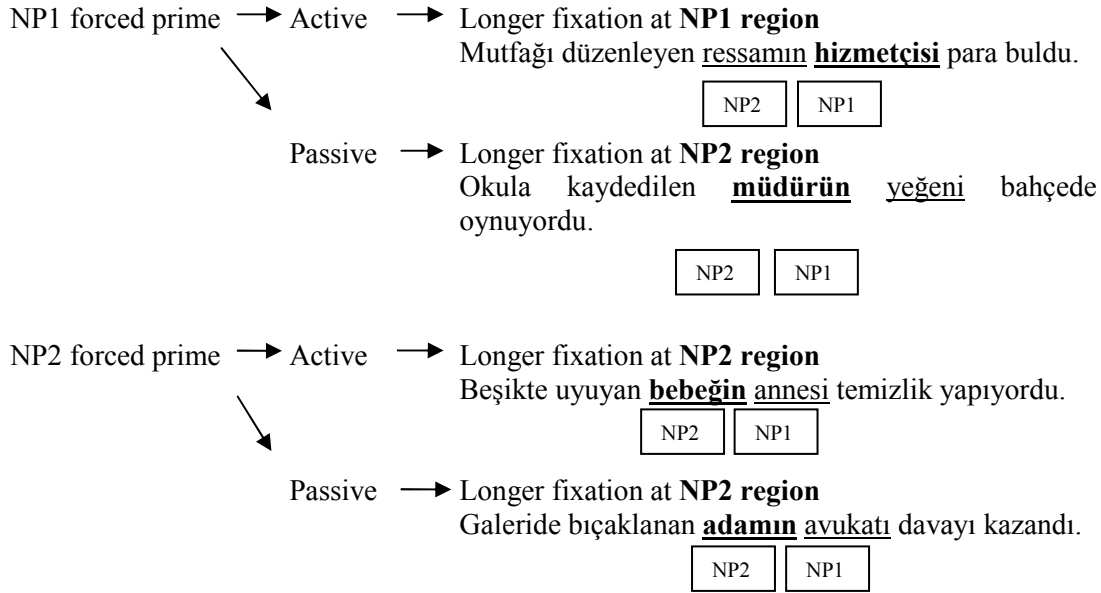 NP1 forced prime Active Longer fixation at NP1 region
Mutfağı düzenleyen ressamın hizmetçisi para buldu.
NP2 NP1
Passive Longer fixation at NP2 region
Okula kaydedilen müdürün yeğeni bahçede
oynuyordu.
NP2 NP1
NP2 forced prime Active Longer fixation at NP2 region
Beşikte uyuyan bebeğin annesi temizlik yapıyordu.
NP2 NP1
Passive Longer fixation at NP2 region
Galeride bıçaklanan adamın avukatı davayı kazandı.
NP2 NP1